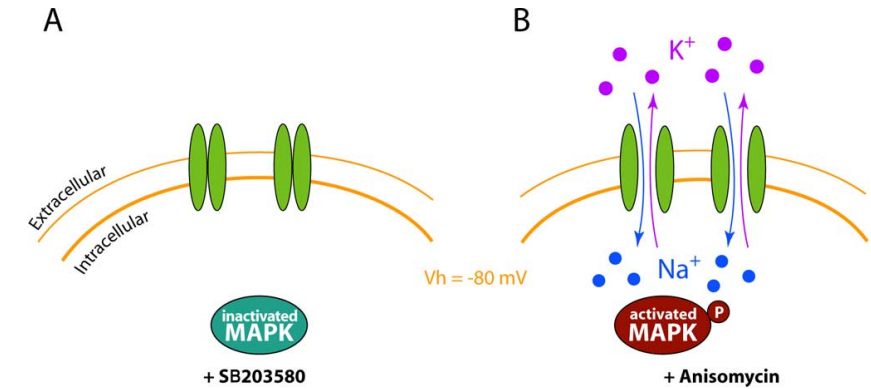 A
Extracellular
Intracellular
inactivated
MAPK
+ SB203580
Vh = -80 mV
B
K+
Na+
activated
MAPK
P
+ Anisomycin